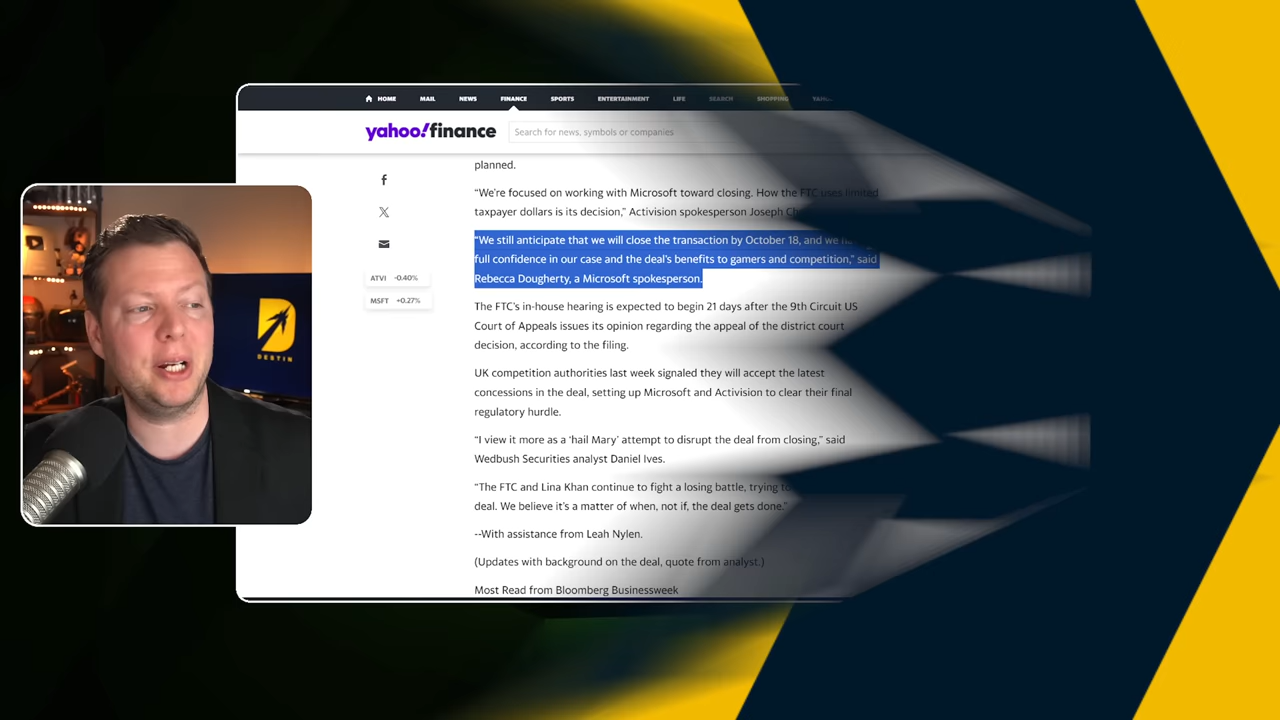 HOME MAIL NEWS FINANCE SPORTS ENTERTAINMENT LIFE SEARCH SHOPPING
yahoo!finance Search for news, symbols or companies
planned.
“We're focused on working with Microsoft toward closing. How the FTC uses limited
taxpayer dollars is its decision,” Activision spokesperson Joseph
“We still anticipate that we will close the transaction by October 18, and we
full confidence in our case and the deal's benefits to gamers and competition,” said
Rebecca Dougherty, a Microsoft spokesperson.
ATVI -0.40%
MSFT +0.27%
The FTC's in-house hearing is expected to begin 21 days after the 9th Circuit US
Court of Appeals issues its opinion regarding the appeal of the district court
decision, according to the filing.
UK competition authorities last week signaled they will accept the latest
concessions in the deal, setting up Microsoft and Activision to clear their final
regulatory hurdle.
“I view it more as a ‘hail Mary’ attempt to disrupt the deal from closing,” said
Wedbush Securities analyst Daniel Ives.
“The FTC and Lina Khan continue to fight a losing battle, trying to
deal. We believe it's a matter of when, not if, the deal gets done.”
--With assistance from Leah Nylen.
(Updates with background on the deal, quote from analyst.)
Most Read from Bloomberg Businessweek
DESTIN